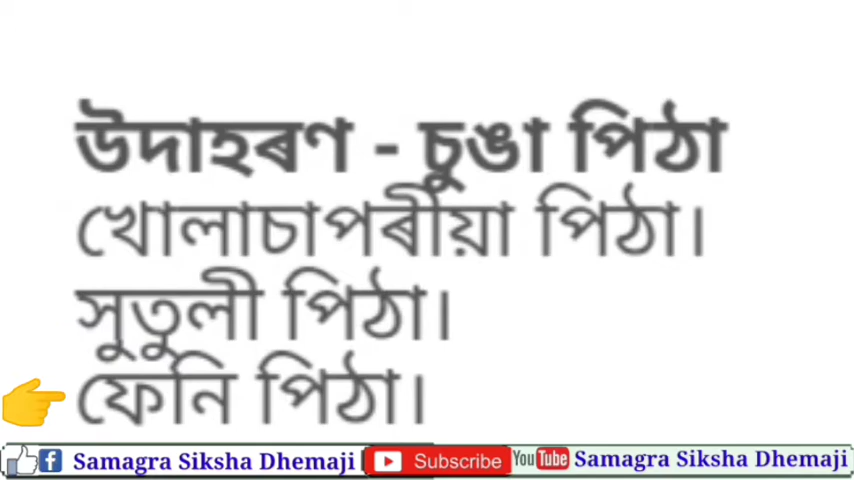 উদাহৰণ - চুঙা পিঠা
খোলাচাপৰীয়া পিঠা।
সুতুলী পিঠা।
ফেনি পিঠা।
Samagra Siksha Dhemaji Subscribe YouTube Samagra Siksha Dhemaji